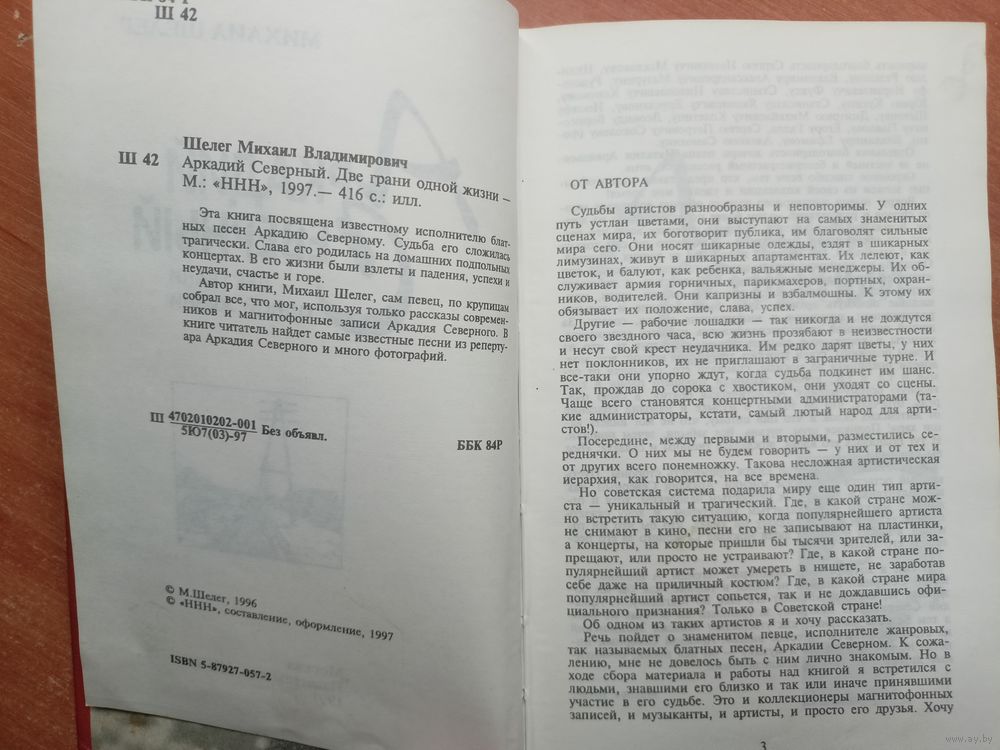 Ш 42
Шелег Михаил Владимирович
Ш 42
Аркадий Северный. Две грани одной жизни —
М.: «ННН», 1997.— 416 с.: илл.
Эта книга посвящена известному исполнителю блат-
ных песен Аркадию Северному. Судьба его сложилась
трагически. Слава его родилась на домашних подпольных
концертах. В его жизни были взлеты и падения, успехи и
неудачи, счастье и горе.
Автор книги, Михаил Шелег, сам певец, по крупицам
собрал все, что мог, используя только рассказы современ-
ников и магнитофонные записи Аркадия Северного. В
книге читатель найдет самые известные песни из реперту-
ара Аркадия Северного и много фотографий.
Ш 4702010202-001
5Ю7(03)-97 Без объявл.
ББК 84Р
© М.Шелег, 1996
© «ННН», составление, оформление, 1997
ISBN 5-87927-057-2
ОТ АВТОРА
Судьбы артистов разнообразны и неповторимы. У одних
путь устлан цветами, они выступают на самых знаменитых
сценах мира, их боготворит публика, им благоволят сильные
мира сего. Они носят шикарные одежды, ездят в шикарных
лимузинах, живут в шикарных апартаментах. Их лелеют, как
цветок, и балуют, как ребенка, вальяжные менеджеры. Их об-
служивает армия горничных, парикмахеров, портных, охран-
ников, водителей. Они капризны и взбалмошны. К этому их
обязывает их положение, слава, успех.
Другие — рабочие лошадки — так никогда и не дождутся
своего звездного часа, всю жизнь прозябают в неизвестности
и несут свой крест неудачника. Им редко дарят цветы, у них
нет поклонников, их не приглашают в заграничные турне. И
все-таки они упорно ждут, когда судьба подкинет им шанс.
Так, прождав до сорока с хвостиком, они уходят со сцены.
Чаще всего становятся концертными администраторами (та-
кие администраторы, кстати, самый лютый народ для арти-
стов!).
Посередине, между первыми и вторыми, разместились се-
реднячки. О них мы не будем говорить — у них и от тех и
от других всего понемножку. Такова несложная артистическая
иерархия, как говорится, на все времена.
Но советская система подарила миру еще один тип арти-
ста — уникальный и трагический. Где, в какой стране мож-
но встретить такую ситуацию, когда популярнейшего артиста
не снимают в кино, песни его не записывают на пластинки,
а концерты, на которые пришли бы тысячи зрителей, или за-
прещают, или просто не устраивают? Где, в какой стране по-
пулярнейший артист может умереть в нищете, не заработав
себе даже на приличный костюм? Где, в какой стране мира
популярнейший артист сопьется, так и не дождавшись офи-
циального признания? Только в Советской стране!
Об одном из таких артистов я и хочу рассказать.
Речь пойдет о знаменитом певце, исполнителе жанровых,
так называемых блатных песен, Аркадии Северном. К сожа-
лению, мне не довелось быть с ним лично знакомым. Но в
ходе сбора материала и работы над книгой я встретился с
людьми, знавшими его близко и так или иначе принявшими
участие в его судьбе. Это и коллекционеры магнитофонных
записей, и музыканты, и артисты, и просто его друзья. Хочу
3
www.ay.by